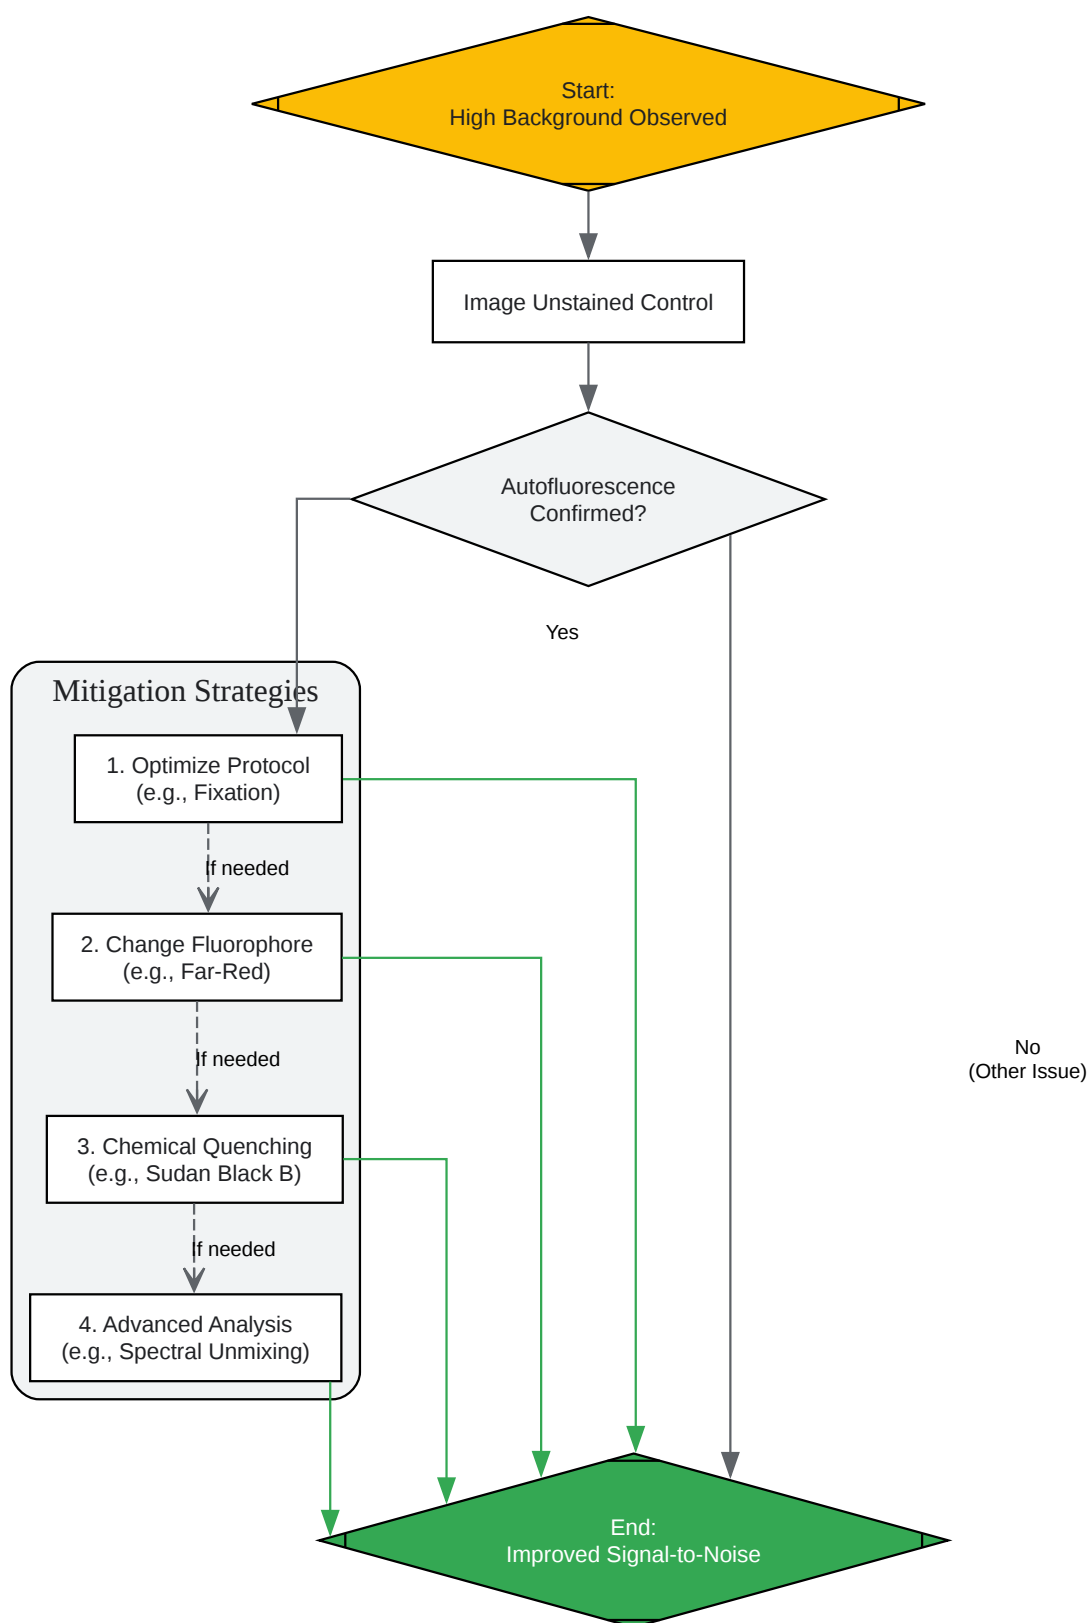 Start:
High Background Observed
Image Unstained Control
Autofluorescence
Confirmed?
Yes
Mitigation Strategies
1. Optimize Protocol
(e.g., Fixation)
If needed
2. Change Fluorophore
(e.g., Far-Red)
If needed
No
(Other Issue)
3. Chemical Quenching
(e.g., Sudan Black B)
If needed
4. Advanced Analysis
(e.g., Spectral Unmixing)
End:
Improved Signal-to-Noise